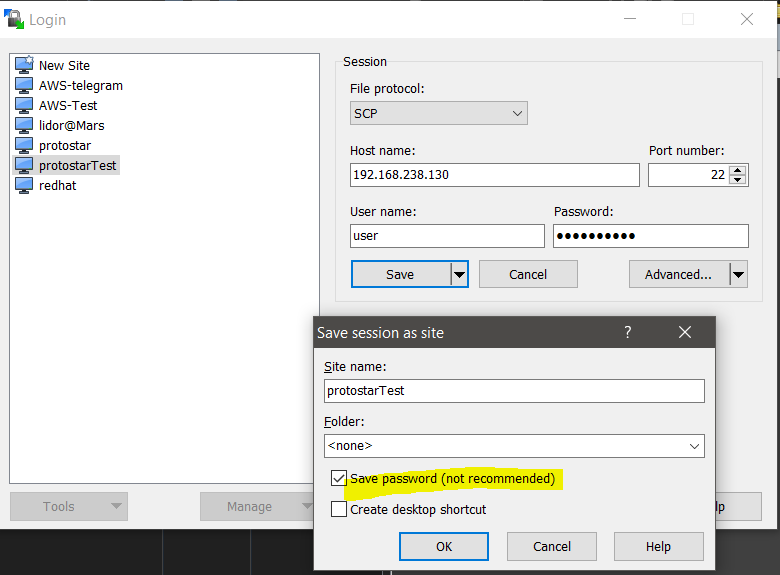 Login
New Site
AWS-telegram
AWS-Test
lidor@Mars
protostar
protostarTest
redhat
Session
File protocol:
SCP
Host name:
Port number:
192.168.238.130
22
User name:
Password:
user
●●●●●●●●●●
Save
Cancel
Advanced...
Save session as site
?
Site name:
protostarTest
Folder:
<none>
Save password (not recommended)
Create desktop shortcut
OK
Cancel
Help
Tools
Manage
lp